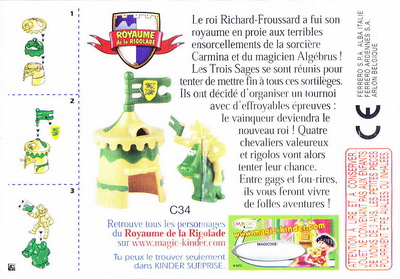 1
2
3
ROYAUME
de la RIGOLADE
C34
Le roi Richard-Froussard a fui son
royaume en proie aux terribles
ensorcellements de la sorcière
Carmina et du magicien Algébrus !
Les Trois Sages se sont réunis pour
tenter de mettre fin à tous ces sortilèges.
Ils ont décidé d'organiser un tournoi
avec d'effroyables épreuves :
le vainqueur deviendra le
nouveau roi ! Quatre
chevaliers valeureux
et rigolos vont alors
tenter leur chance.
Entre gags et fou-rires,
ils vous feront vivre
de folles aventures !
Retrouve tous les personnages
du Royaume de la Rigolade
sur www.magic-kinder.com
Tu peux le trouver seulement
dans KINDER SURPRISE.
www.magic-kinder.com
MAGICODE
FERRERO S.P.A. ALBA ITALIE
FERRERO ARDENNES S.A.
ARLON BELGIQUE
CE
ATTENTION, A LIRE ET A CONSERVER